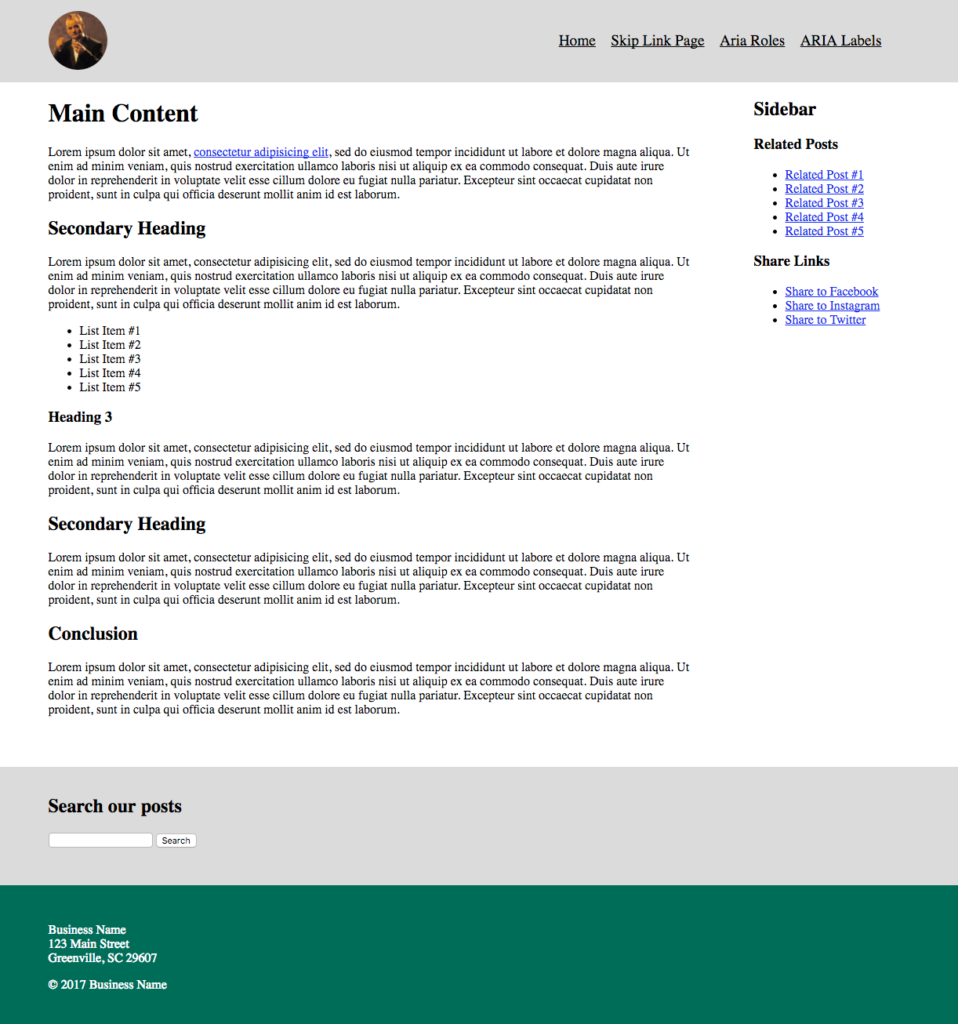 Home Skip Link Page Aria Roles ARIA Labels
Main Content
Lorem ipsum dolor sit amet, consectetur adipisicing elit, sed do eiusmod tempor incididunt ut labore et dolore magna aliqua. Ut
enim ad minim veniam, quis nostrud exercitation ullamco laboris nisi ut aliquip ex ea commodo consequat. Duis aute irure
dolor in reprehenderit in voluptate velit esse cillum dolore eu fugiat nulla pariatur. Excepteur sint occaecat cupidatat non
proident, sunt in culpa qui officia deserunt mollit anim id est laborum.
Secondary Heading
Lorem ipsum dolor sit amet, consectetur adipisicing elit, sed do eiusmod tempor incididunt ut labore et dolore magna aliqua. Ut
enim ad minim veniam, quis nostrud exercitation ullamco laboris nisi ut aliquip ex ea commodo consequat. Duis aute irure
dolor in reprehenderit in voluptate velit esse cillum dolore eu fugiat nulla pariatur. Excepteur sint occaecat cupidatat non
proident, sunt in culpa qui officia deserunt mollit anim id est laborum.
List Item #1
List Item #2
List Item #3
List Item #4
List Item #5
Heading 3
Lorem ipsum dolor sit amet, consectetur adipisicing elit, sed do eiusmod tempor incididunt ut labore et dolore magna aliqua. Ut
enim ad minim veniam, quis nostrud exercitation ullamco laboris nisi ut aliquip ex ea commodo consequat. Duis aute irure
dolor in reprehenderit in voluptate velit esse cillum dolore eu fugiat nulla pariatur. Excepteur sint occaecat cupidatat non
proident, sunt in culpa qui officia deserunt mollit anim id est laborum.
Secondary Heading
Lorem ipsum dolor sit amet, consectetur adipisicing elit, sed do eiusmod tempor incididunt ut labore et dolore magna aliqua. Ut
enim ad minim veniam, quis nostrud exercitation ullamco laboris nisi ut aliquip ex ea commodo consequat. Duis aute irure
dolor in reprehenderit in voluptate velit esse cillum dolore eu fugiat nulla pariatur. Excepteur sint occaecat cupidatat non
proident, sunt in culpa qui officia deserunt mollit anim id est laborum.
Conclusion
Lorem ipsum dolor sit amet, consectetur adipisicing elit, sed do eiusmod tempor incididunt ut labore et dolore magna aliqua. Ut
enim ad minim veniam, quis nostrud exercitation ullamco laboris nisi ut aliquip ex ea commodo consequat. Duis aute irure
dolor in reprehenderit in voluptate velit esse cillum dolore eu fugiat nulla pariatur. Excepteur sint occaecat cupidatat non
proident, sunt in culpa qui officia deserunt mollit anim id est laborum.
Sidebar
Related Posts
Related Post #1
Related Post #2
Related Post #3
Related Post #4
Related Post #5
Share Links
Share to Facebook
Share to Instagram
Share to Twitter
Search our posts
Search
Business Name
123 Main Street
Greenville, SC 29607
© 2017 Business Name